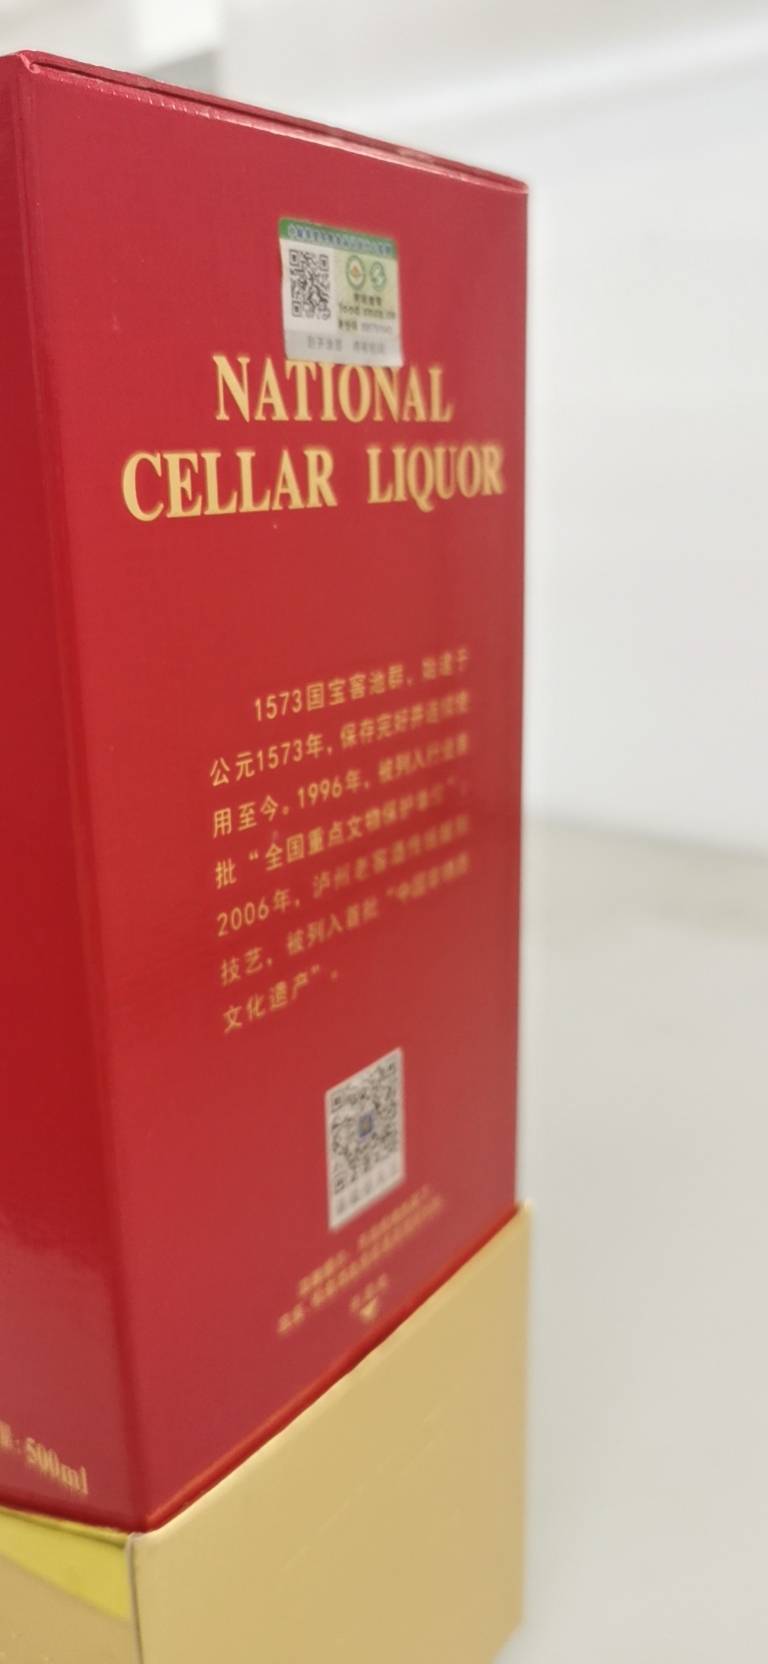 NATIONAL
CELLAR LIQUOR
1573国宝窖池群，始建于
公元1573年，保存完好并连续使
用至今。1996年，被列入行业首
批“全国重点文物保护单位”。
2006年，泸州老窖酒传统酿制
技艺，被列入首批“中国非物质
文化遗产”。
500ml